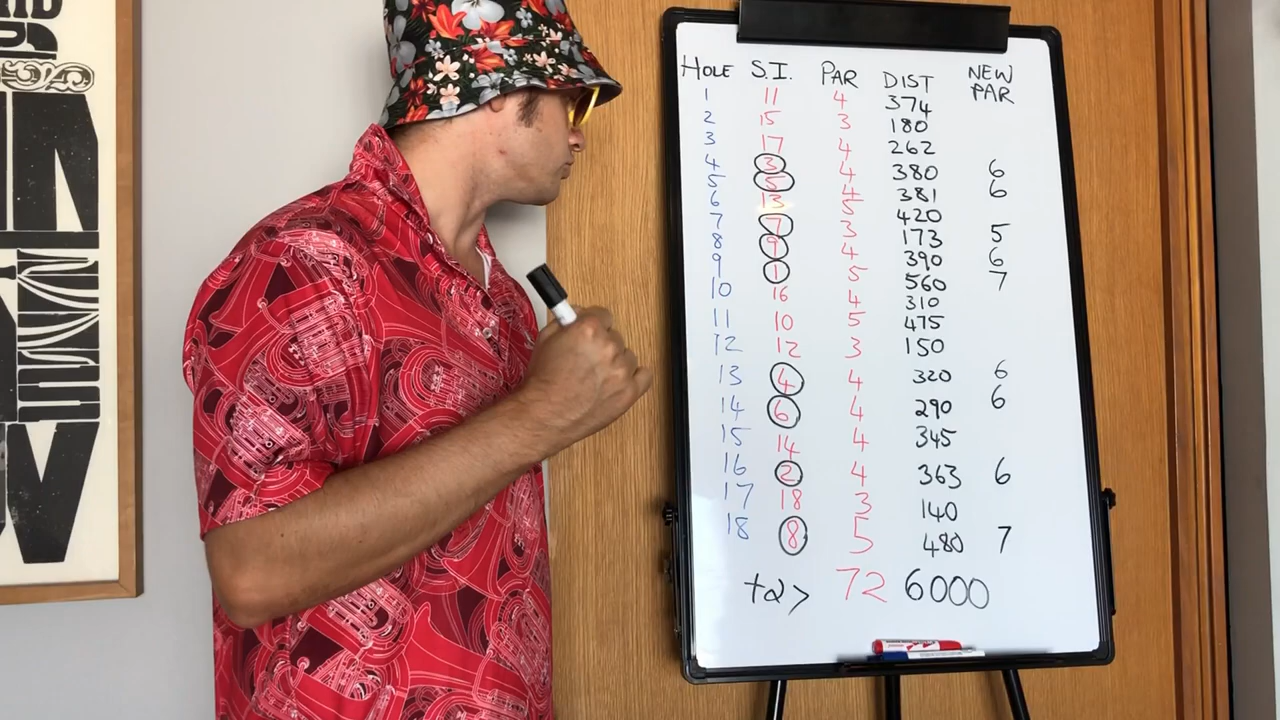 HOLE S.I. PAR DIST NEW PAR
1 11 4 374
2 15 3 180
3 17 4 262
4 3 4 380 6
5 5 4 381 6
6 13 5 420
7 7 3 173 5
8 9 4 390 6
9 1 5 560 7
10 16 4 310
11 10 5 475
12 12 3 150
13 4 4 320 6
14 6 4 290 6
15 14 4 345
16 2 4 363 6
17 18 3 140
18 8 5 480 7
72 6000